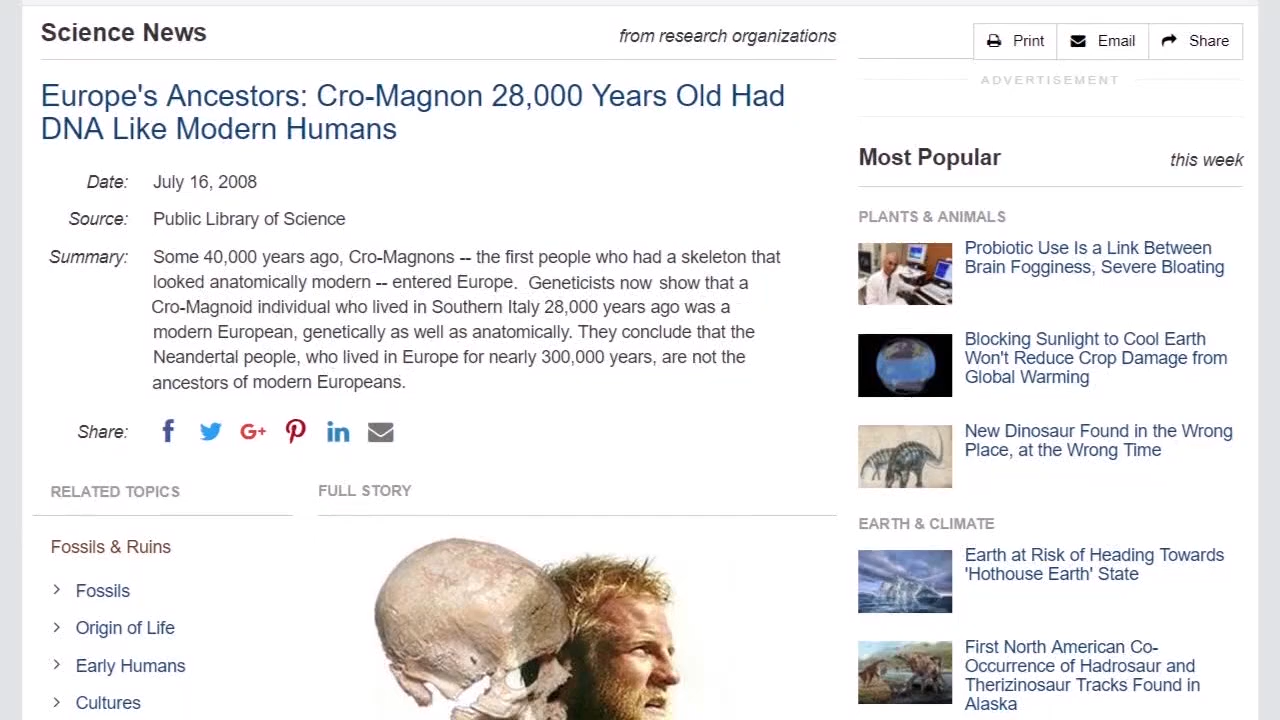 Science News
from research organizations
Print
Email
Share
ADVERTISEMENT
Europe's Ancestors: Cro-Magnon 28,000 Years Old Had
DNA Like Modern Humans
Date: July 16, 2008
Source: Public Library of Science
Summary: Some 40,000 years ago, Cro-Magnons -- the first people who had a skeleton that
looked anatomically modern -- entered Europe. Geneticists now show that a
Cro-Magnoid individual who lived in Southern Italy 28,000 years ago was a
modern European, genetically as well as anatomically. They conclude that the
Neandertal people, who lived in Europe for nearly 300,000 years, are not the
ancestors of modern Europeans.
Share: f G+ in
RELATED TOPICS
Fossils & Ruins
> Fossils
> Origin of Life
> Early Humans
> Cultures
FULL STORY
Most Popular
this week
PLANTS & ANIMALS
Probiotic Use Is a Link Between
Brain Fogginess, Severe Bloating
Blocking Sunlight to Cool Earth
Won't Reduce Crop Damage from
Global Warming
New Dinosaur Found in the Wrong
Place, at the Wrong Time
EARTH & CLIMATE
Earth at Risk of Heading Towards
'Hothouse Earth' State
First North American Co-
Occurrence of Hadrosaur and
Therizinosaur Tracks Found in
Alaska